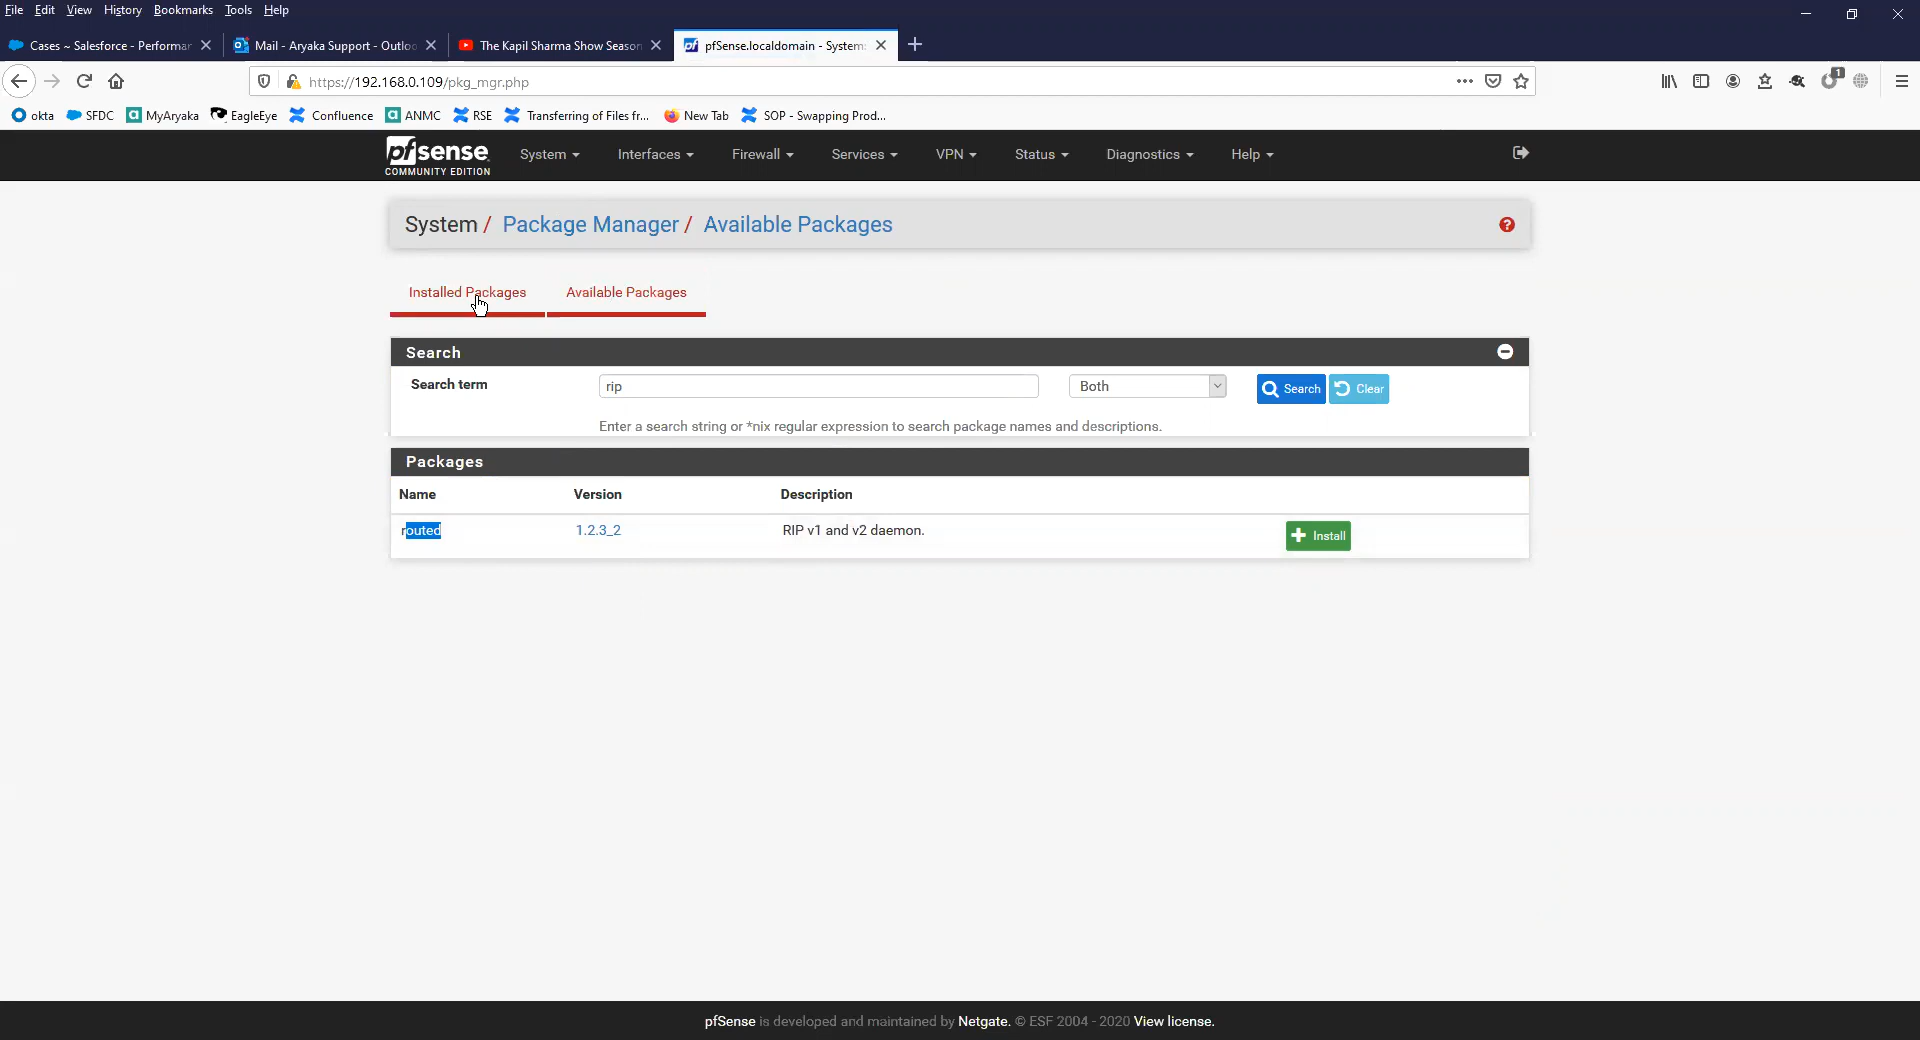 File Edit View History Bookmarks Tools Help
Cases ~ Salesforce - Performar Mail - Aryaka Support - Outloo The Kapil Sharma Show Season pfSense.localdomain - System:
https://192.168.0.109/pkg_mgr.php
1
okta SFDC MyAryaka EagleEye Confluence ANMC RSE Transferring of Files fr... New Tab SOP - Swapping Prod...
pfsense
COMMUNITY EDITION
System Interfaces Firewall Services VPN Status Diagnostics Help
System / Package Manager / Available Packages
Installed Packages Available Packages
Search
Search term rip Both Search Clear
Enter a search string or *nix regular expression to search package names and descriptions.
Packages
Name Version Description
routed 1.2.3_2 RIP v1 and v2 daemon. Install
pfSense is developed and maintained by Netgate. © ESF 2004 - 2020 View license.